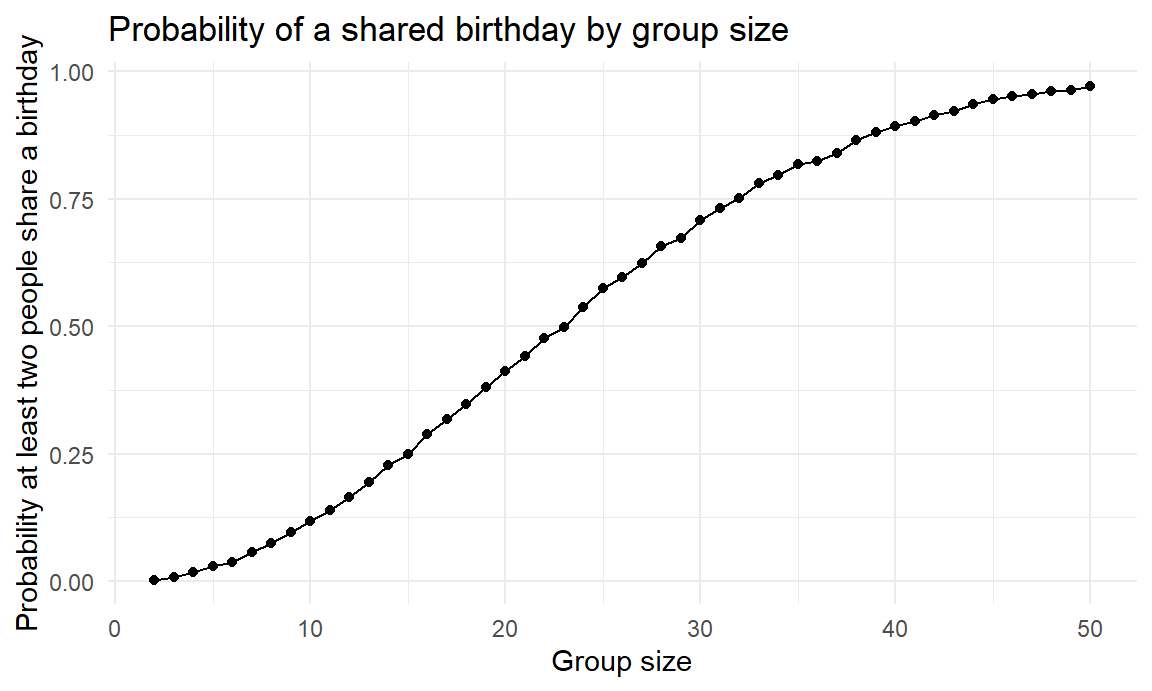 Probability of a shared birthday by group size
Probability at least two people share a birthday
1.00
0.75
0.50
0.25
0.00
0 10 20 30 40 50
Group size